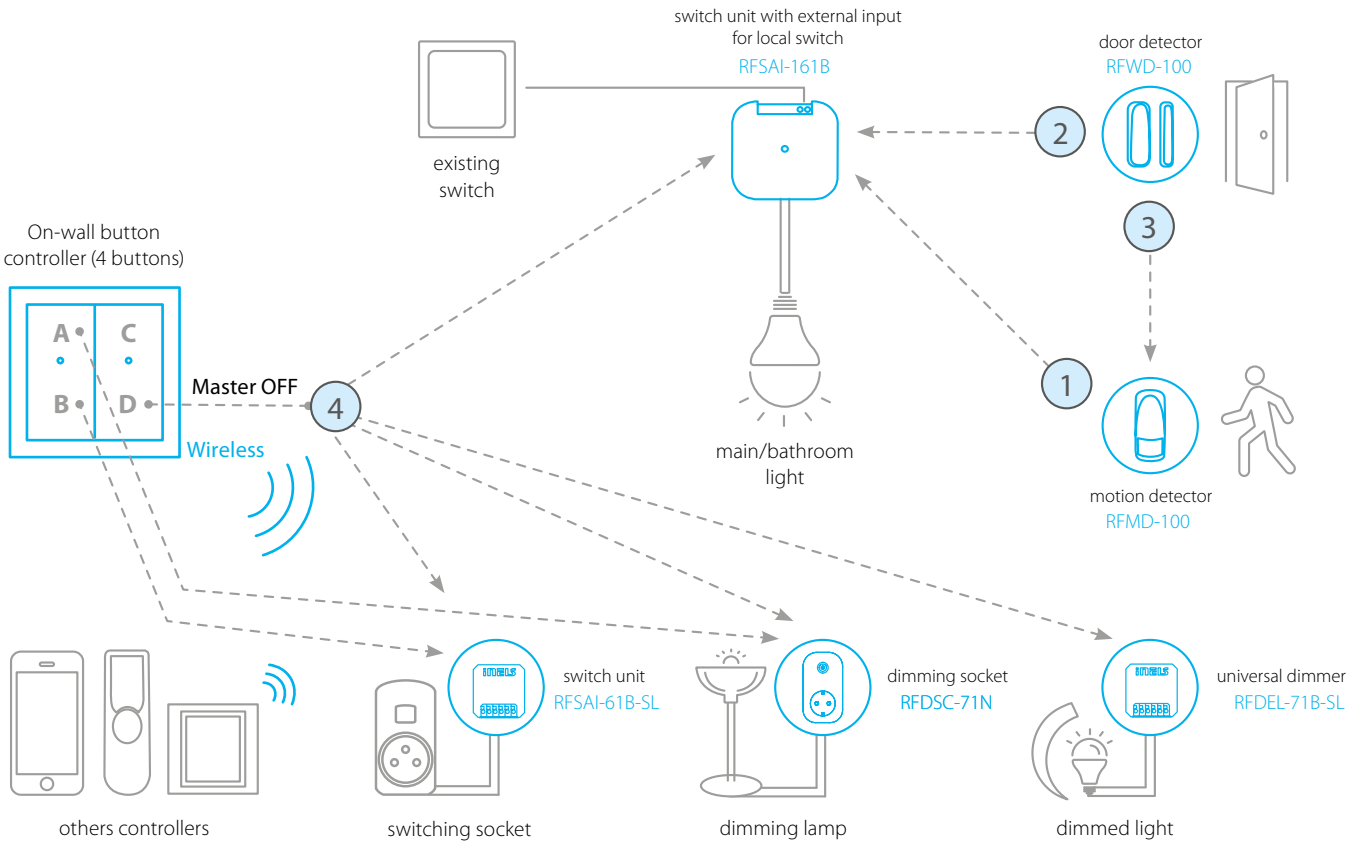 switch unit with external input
for local switch
RFSAI-161B
door detector
RFWD-100
2
existing
switch
3
On-wall button
controller (4 buttons)
A
C
B
D
Master OFF
4
Wireless
1
main/bathroom
light
motion detector
RFMD-100
iNELS
switch unit
RFSAI-61B-SL
dimming socket
RFDSC-71N
iNELS
universal dimmer
RFDEL-71B-SL
others controllers
switching socket
dimming lamp
dimmed light